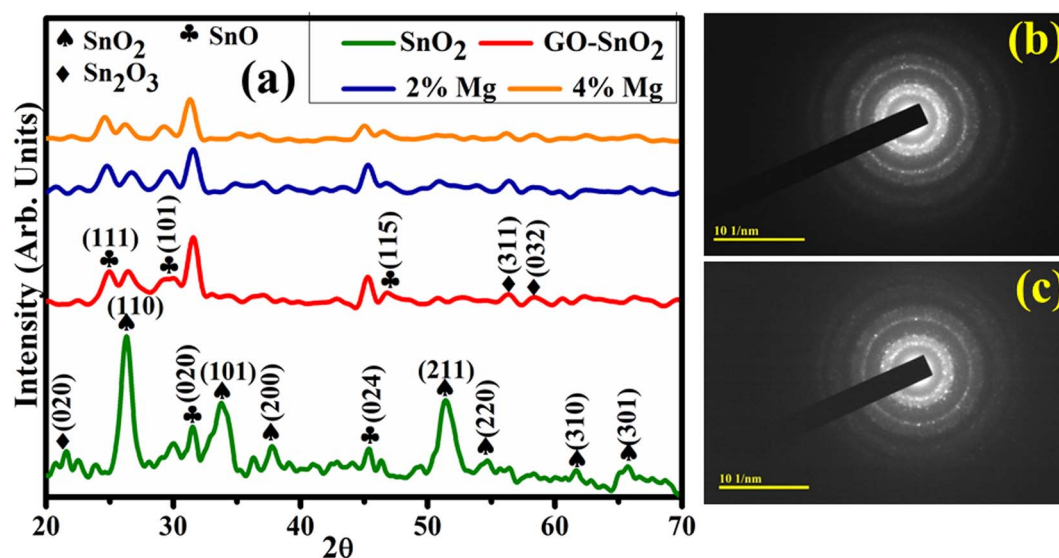 ♠ SnO₂ ♣ SnO
♦ Sn₂O₃
(a)
SnO₂ GO-SnO₂
2% Mg 4% Mg
(b)
10 1/nm
(c)
10 1/nm
Intensity (Arb. Units)
(111)
♣
(101)
♣
(115)
♣
(311)
♦
(032)
♦
(110)
♠
(020)
♦
(020)
♣
(101)
♠
(200)
♠
(024)
♣
(211)
♠
(220)
♠
(310)
♠
(301)
♠
20 30 40 50 60 70
2θ